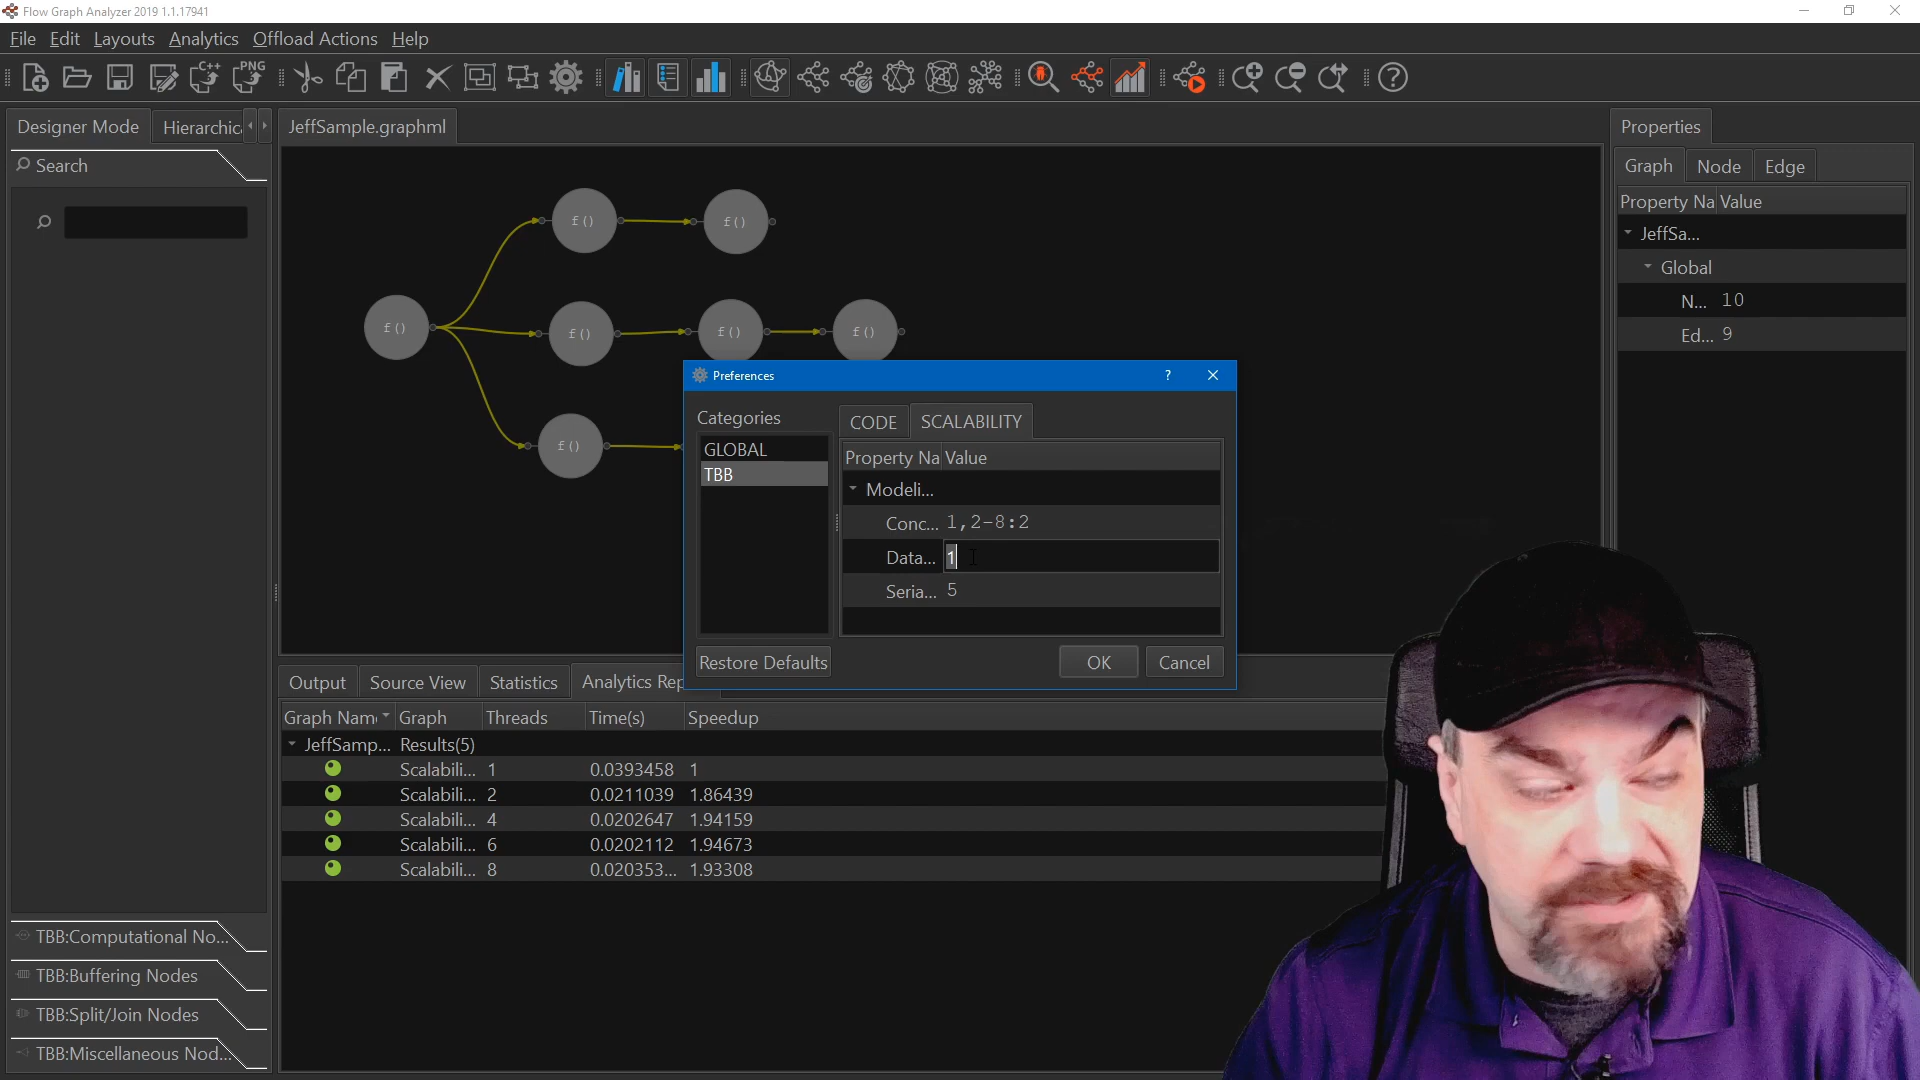 Flow Graph Analyzer 2019 1.1.17941
File Edit Layouts Analytics Offload Actions Help
C++ PNG
Designer Mode Hierarchic
JeffSample.graphml
Properties
Search
Graph Node Edge
Property Na Value
JeffSa...
Global
N... 10
Ed... 9
f()
f()
f()
f()
f()
f()
f()
Preferences
Categories
GLOBAL
TBB
CODE SCALABILITY
Property Na Value
Modeli...
Conc... 1,2-8:2
Data... 1
Seria... 5
Restore Defaults
OK Cancel
Output Source View Statistics Analytics Rep
Graph Nam Graph Threads Time(s) Speedup
JeffSamp... Results(5)
Scalabili... 1 0.0393458 1
Scalabili... 2 0.0211039 1.86439
Scalabili... 4 0.0202647 1.94159
Scalabili... 6 0.0202112 1.94673
Scalabili... 8 0.020353... 1.93308
TBB:Computational No...
TBB:Buffering Nodes
TBB:Split/Join Nodes
TBB:Miscellaneous Nod...